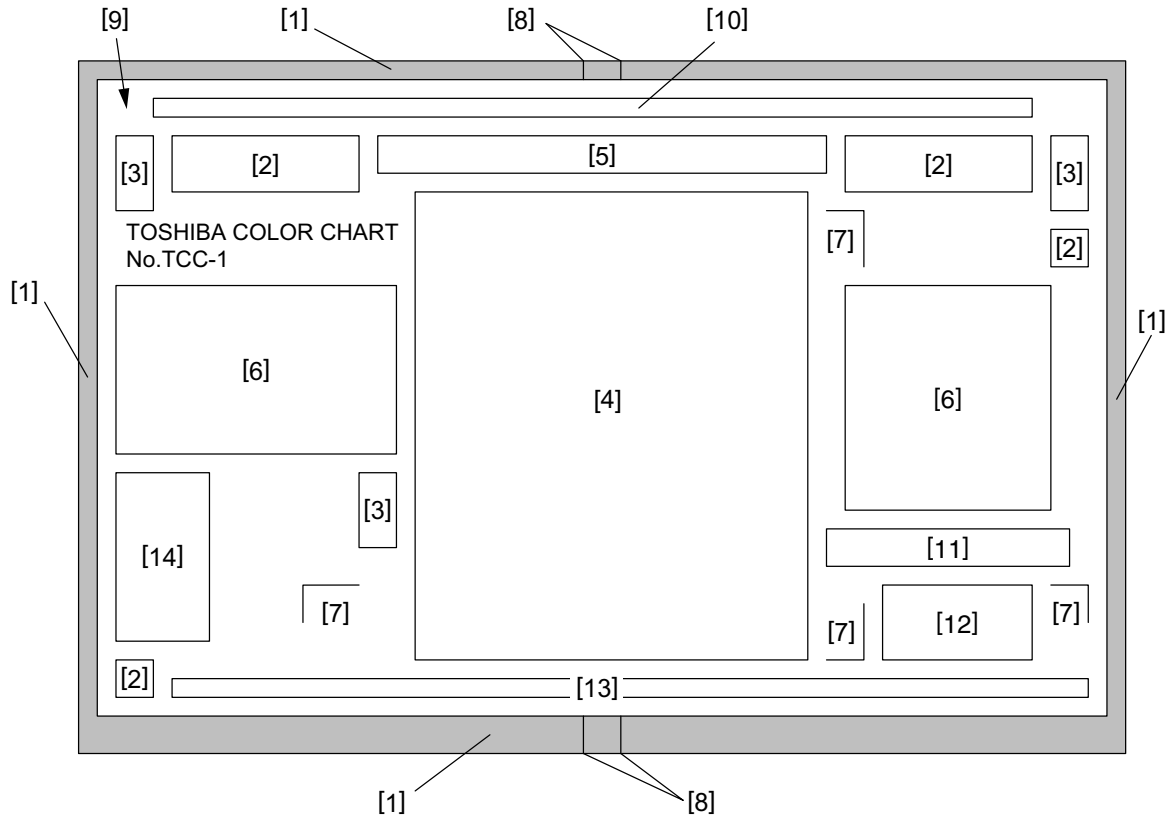 [9] [1] [8] [10]
[3] [2] [5] [2] [3]
TOSHIBA COLOR CHART
No.TCC-1
[7] [2]
[1] [6] [4] [6] [1]
[14] [3] [11]
[7] [7] [12] [7]
[2] [13]
[1] [8]